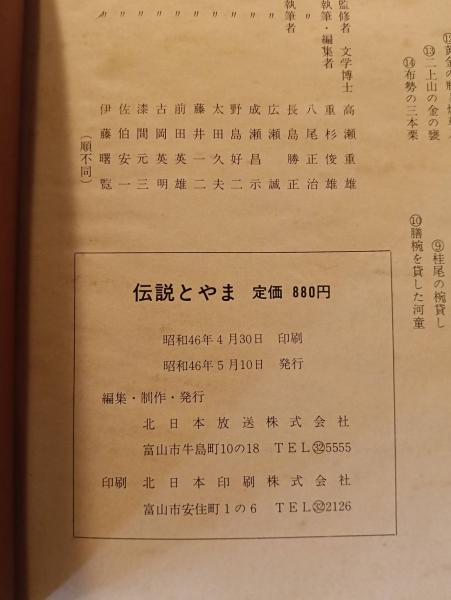 ⑬二上山の金の甕
⑭布勢の三本栗
⑨桂尾の椀貸し
⑩膳椀を貸した河童
監修者 文学博士 高瀬重雄
執筆・編集者 重杉俊雄
八尾正治
執筆者 長島勝正
〃 広瀬誠
〃 成瀬昌示
〃 野島好二
〃 太田久夫
〃 藤井一二
〃 前田英雄
〃 古岡英明
〃 漆間元三
〃 佐伯安一
〃 伊藤曙覧
(順不同)
伝説とやま 定価 880円
昭和46年4月30日 印刷
昭和46年5月10日 発行
編集・制作・発行
北日本放送株式会社
富山市牛島町10の18 TEL㉜5555
印刷 北日本印刷株式会社
富山市安住町1の6 TEL㉜2126